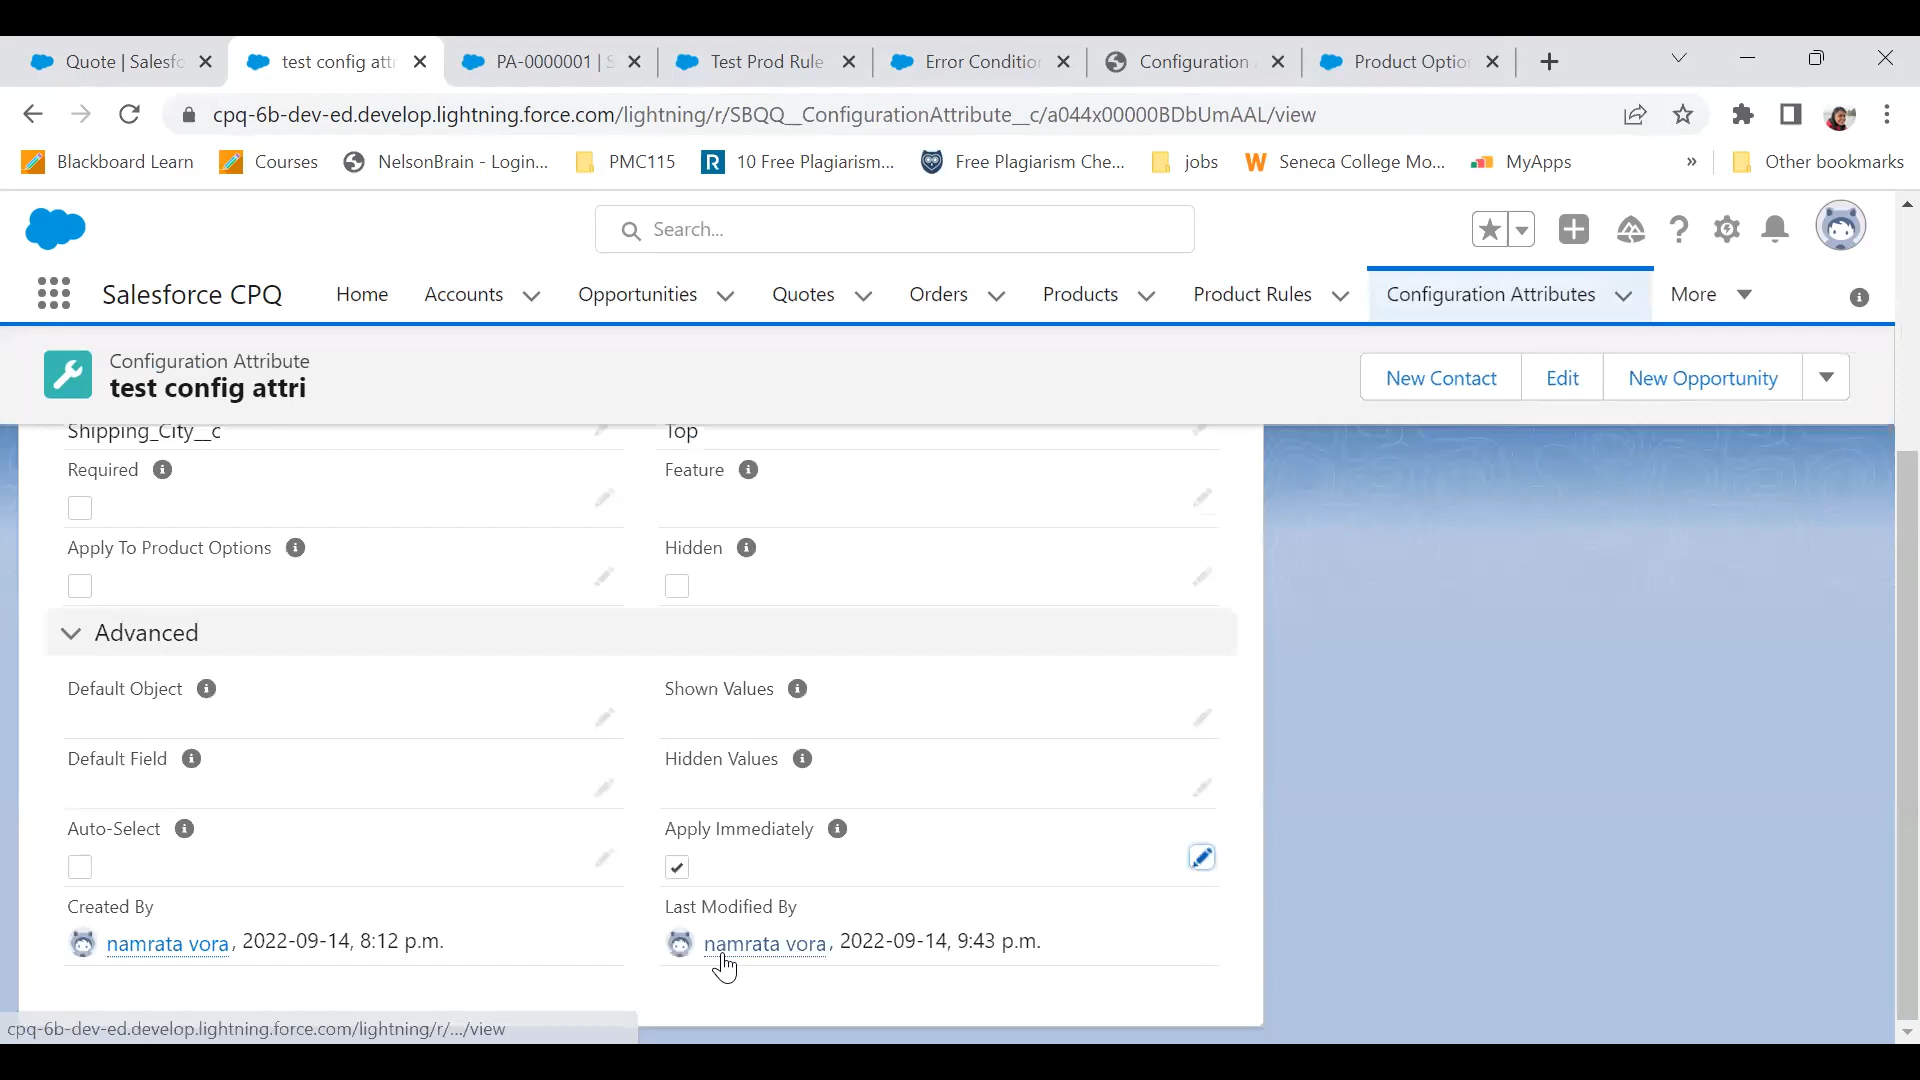 Quote | Salesfo
test config attr
PA-0000001 | S
Test Prod Rule
Error Condition
Configuration
Product Option
cpq-6b-dev-ed.develop.lightning.force.com/lightning/r/SBQQ__ConfigurationAttribute__c/a044x00000BDbUmAAL/view
Blackboard Learn
Courses
NelsonBrain - Login...
PMC115
10 Free Plagiarism...
Free Plagiarism Che...
jobs
Seneca College Mo...
MyApps
»
Other bookmarks
Search...
Salesforce CPQ
Home
Accounts
Opportunities
Quotes
Orders
Products
Product Rules
Configuration Attributes
More
Configuration Attribute
test config attri
New Contact
Edit
New Opportunity
Shipping_City__c
Top
Required
Feature
Apply To Product Options
Hidden
Advanced
Default Object
Shown Values
Default Field
Hidden Values
Auto-Select
Apply Immediately
Created By
Last Modified By
namrata vora, 2022-09-14, 8:12 p.m.
namrata vora, 2022-09-14, 9:43 p.m.
cpq-6b-dev-ed.develop.lightning.force.com/lightning/r/.../view